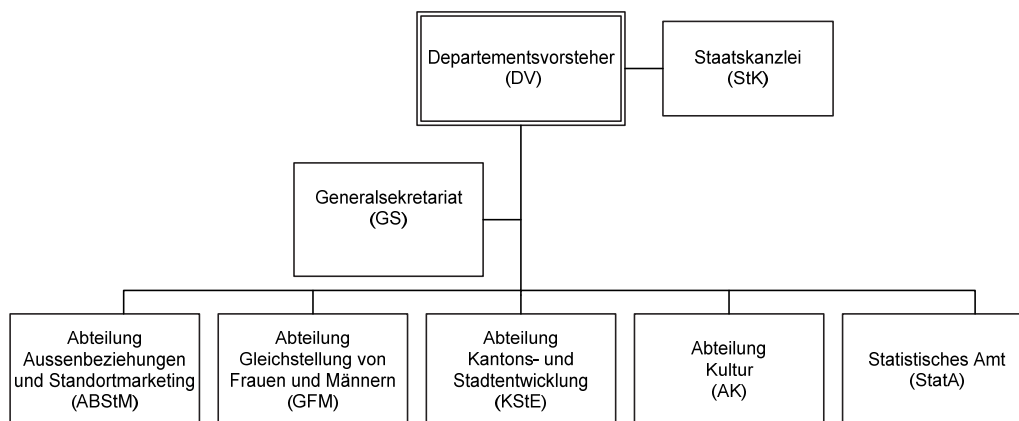 Departementsvorsteher
(DV)
Staatskanzlei
(StK)
Generalsekretariat
(GS)
Abteilung
Aussenbeziehungen
und Standortmarketing
(ABStM)
Abteilung
Gleichstellung von
Frauen und Männern
(GFM)
Abteilung
Kantons- und
Stadtentwicklung
(KStE)
Abteilung
Kultur
(AK)
Statistisches Amt
(StatA)